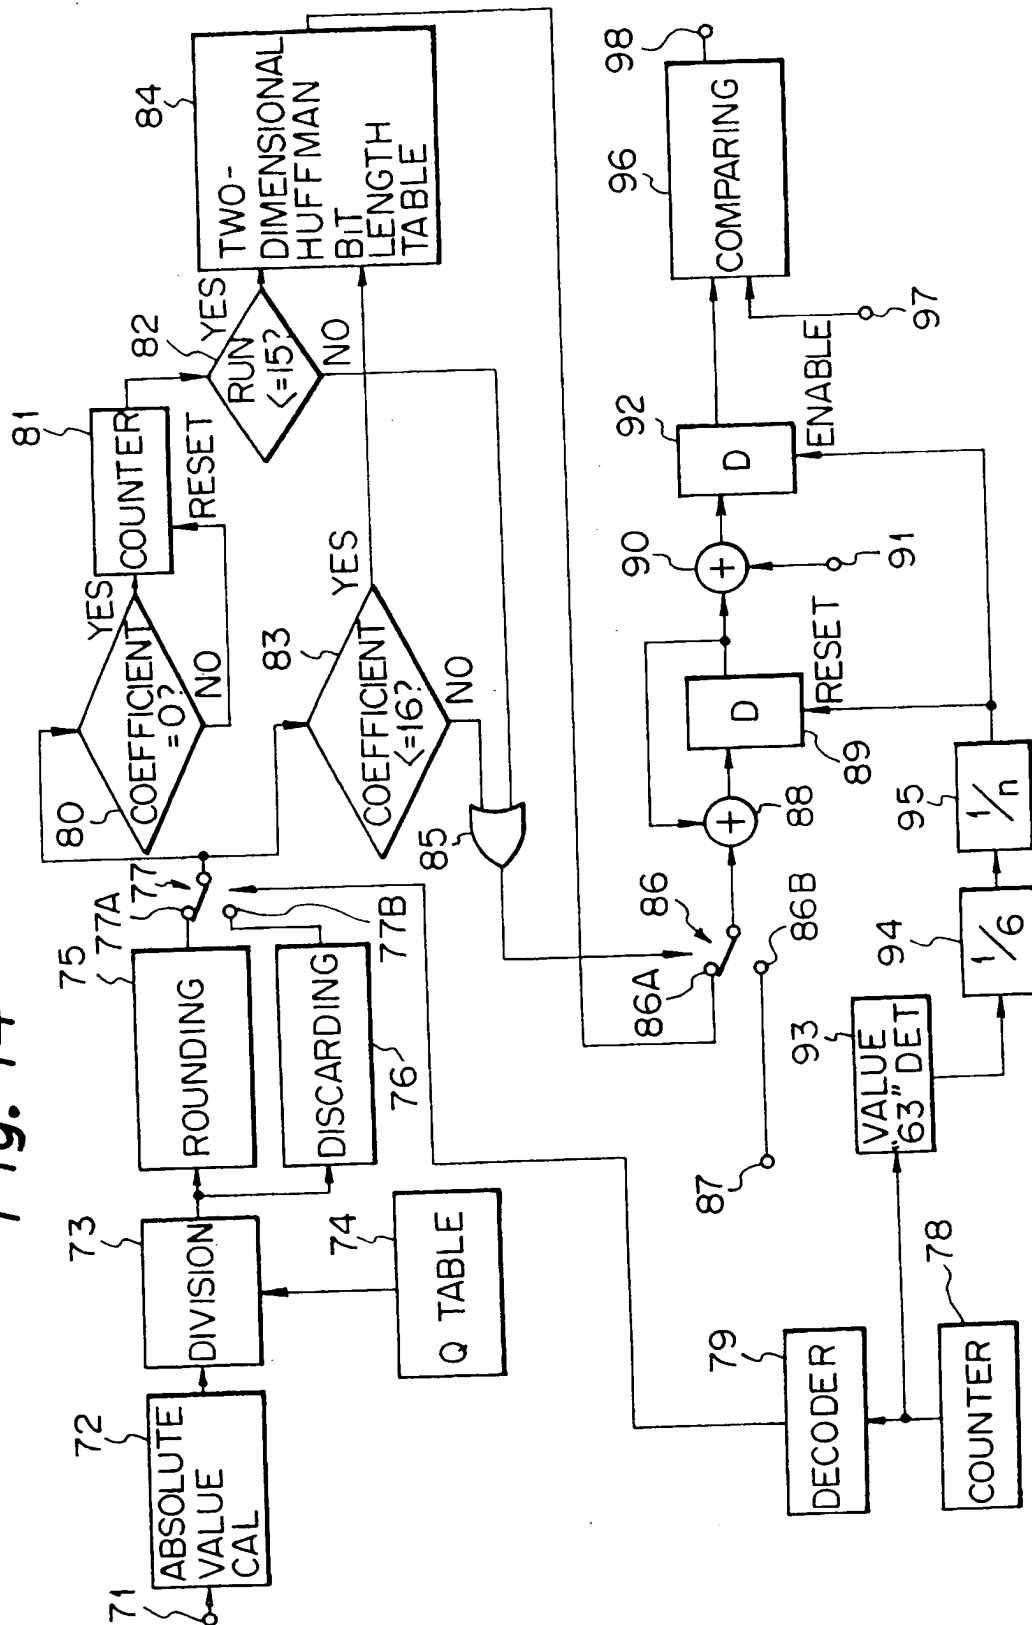 Fig. 14
71
72
ABSOLUTE
VALUE
CAL
73
DIVISION
74
Q TABLE
75
ROUNDING
76
DISCARDING
77A
77
77B
80
COEFFICIENT
=0?
YES
NO
81
COUNTER
RESET
82
RUN
<=15?
YES
NO
83
COEFFICIENT
<=16?
YES
NO
84
TWO-
DIMENSIONAL
HUFFMAN
BIT
LENGTH
TABLE
85
86
86A
86B
87
88
+
89
D
RESET
90
+
91
92
D
ENABLE
93
VALUE
"63" DET
94
1/6
95
1/n
96
COMPARING
97
98
79
DECODER
78
COUNTER